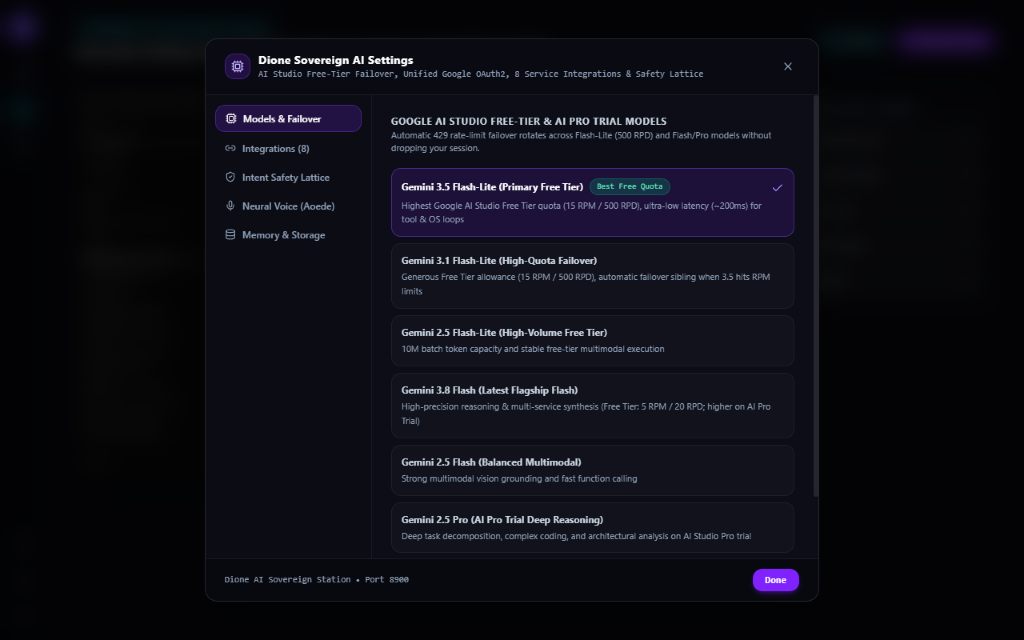 Dione Sovereign AI Settings
AI Studio Free-Tier Failover, Unified Google OAuth2, 8 Service Integrations & Safety Lattice
Models & Failover
Integrations (8)
Intent Safety Lattice
Neural Voice (Aoede)
Memory & Storage
GOOGLE AI STUDIO FREE-TIER & AI PRO TRIAL MODELS
Automatic 429 rate-limit failover rotates across Flash-Lite (500 RPD) and Flash/Pro models without
dropping your session.
Gemini 3.5 Flash-Lite (Primary Free Tier) Best Free Quota
Highest Google AI Studio Free Tier quota (15 RPM / 500 RPD), ultra-low latency (~200ms) for
tool & OS loops
Gemini 3.1 Flash-Lite (High-Quota Failover)
Generous Free Tier allowance (15 RPM / 500 RPD), automatic failover sibling when 3.5 hits RPM
limits
Gemini 2.5 Flash-Lite (High-Volume Free Tier)
10M batch token capacity and stable free-tier multimodal execution
Gemini 3.8 Flash (Latest Flagship Flash)
High-precision reasoning & multi-service synthesis (Free Tier: 5 RPM / 20 RPD; higher on AI Pro
Trial)
Gemini 2.5 Flash (Balanced Multimodal)
Strong multimodal vision grounding and fast function calling
Gemini 2.5 Pro (AI Pro Trial Deep Reasoning)
Deep task decomposition, complex coding, and architectural analysis on AI Studio Pro trial
Dione AI Sovereign Station • Port 8900
Done